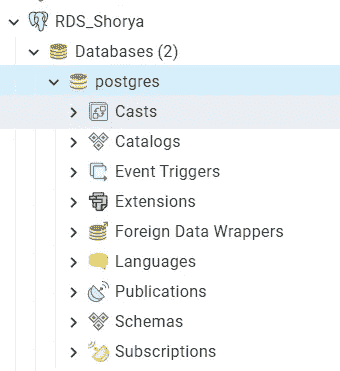 RDS_Shorya
Databases (2)
postgres
Casts
Catalogs
Event Triggers
Extensions
Foreign Data Wrappers
Languages
Publications
Schemas
Subscriptions